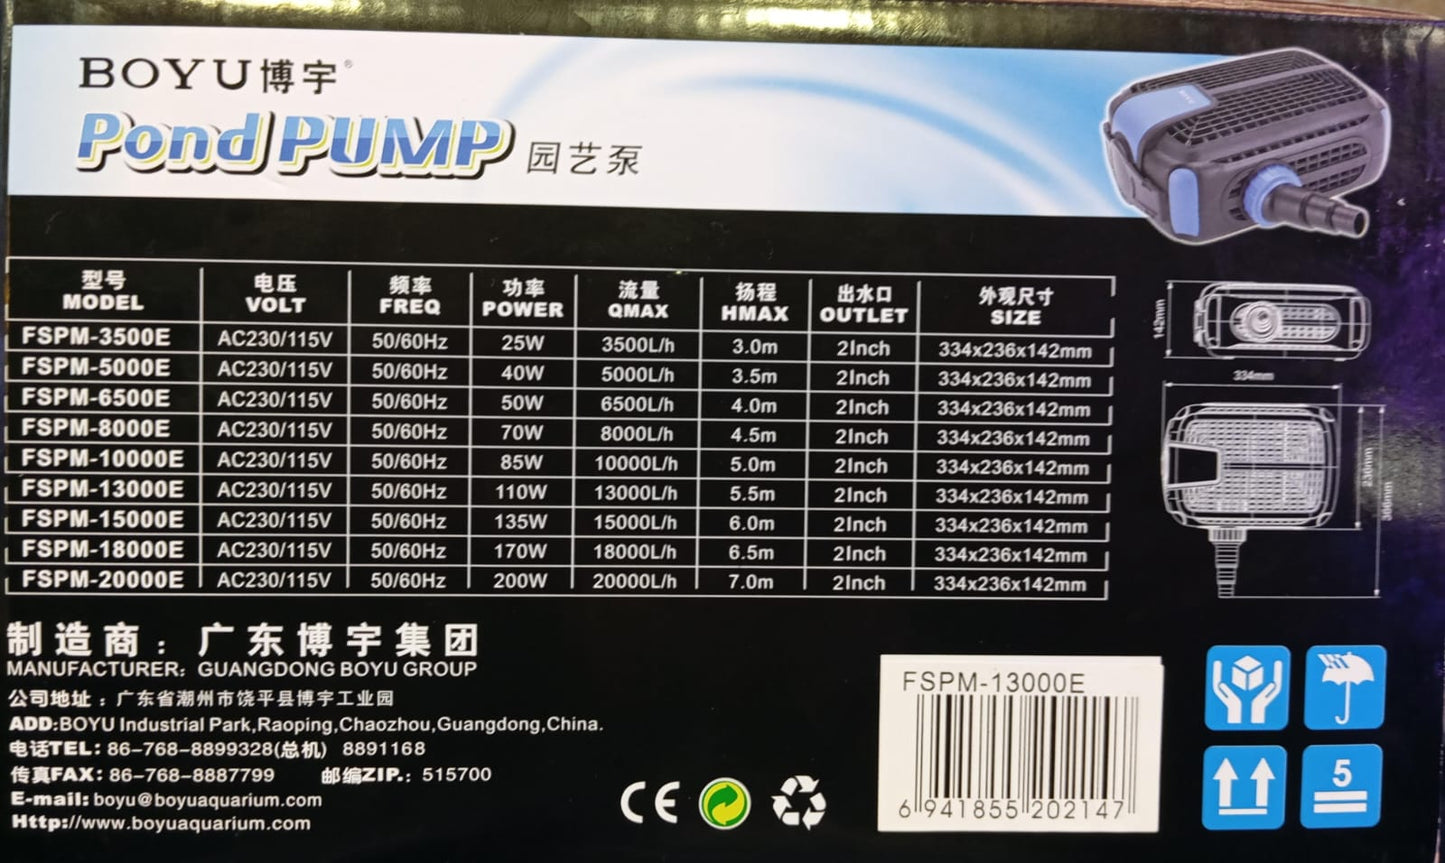 BOYU博宇®
Pond PUMP 园艺泵
型号 电压 频率 功率 流量 扬程 出水口 外观尺寸
MODEL VOLT FREQ POWER QMAX HMAX OUTLET SIZE
FSPM-3500E AC230/115V 50/60Hz 25W 3500L/h 3.0m 2Inch 334x236x142mm
FSPM-5000E AC230/115V 50/60Hz 40W 5000L/h 3.5m 2Inch 334x236x142mm
FSPM-6500E AC230/115V 50/60Hz 50W 6500L/h 4.0m 2Inch 334x236x142mm
FSPM-8000E AC230/115V 50/60Hz 70W 8000L/h 4.5m 2Inch 334x236x142mm
FSPM-10000E AC230/115V 50/60Hz 85W 10000L/h 5.0m 2Inch 334x236x142mm
FSPM-13000E AC230/115V 50/60Hz 110W 13000L/h 5.5m 2Inch 334x236x142mm
FSPM-15000E AC230/115V 50/60Hz 135W 15000L/h 6.0m 2Inch 334x236x142mm
FSPM-18000E AC230/115V 50/60Hz 170W 18000L/h 6.5m 2Inch 334x236x142mm
FSPM-20000E AC230/115V 50/60Hz 200W 20000L/h 7.0m 2Inch 334x236x142mm
142mm
334mm
236mm
制造商：广东博宇集团
MANUFACTURER: GUANGDONG BOYU GROUP
公司地址：广东省潮州市饶平县博宇工业园
ADD:BOYU Industrial Park,Raoping,Chaozhou,Guangdong,China.
电话TEL: 86-768-8899328(总机) 8891168
传真FAX: 86-768-8887799 邮编ZIP.: 515700
E-mail: boyu@boyuaquarium.com
Http://www.boyuaquarium.com
CE
FSPM-13000E
6 941855 202147
5